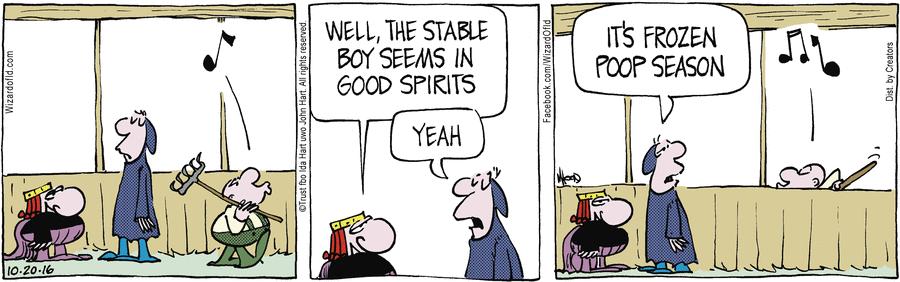 Wizardofid.com
10-20-16
©Trust fbo Ida Hart uwo John Hart. All rights reserved.
WELL, THE STABLE
BOY SEEMS IN
GOOD SPIRITS
YEAH
Facebook.com/WizardOfId
IT'S FROZEN
POOP SEASON
WOOD
Dist. by Creators